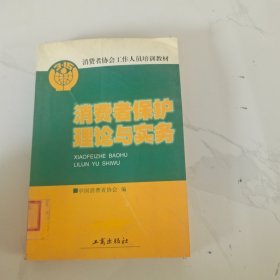 消费者协会工作人员培训教材
消费者保护
理论与实务
XIAOFEIZHE BAOHU
LILUN YU SHIWU
中国消费者协会 编
工商出版社